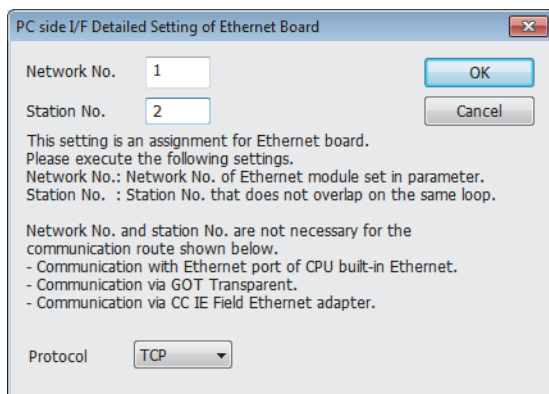 PC side I/F Detailed Setting of Ethernet Board
Network No. 1 OK
Station No. 2 Cancel
This setting is an assignment for Ethernet board.
Please execute the following settings.
Network No.: Network No. of Ethernet module set in parameter.
Station No. : Station No. that does not overlap on the same loop.
Network No. and station No. are not necessary for the
communication route shown below.
- Communication with Ethernet port of CPU built-in Ethernet.
- Communication via GOT Transparent.
- Communication via CC IE Field Ethernet adapter.
Protocol TCP